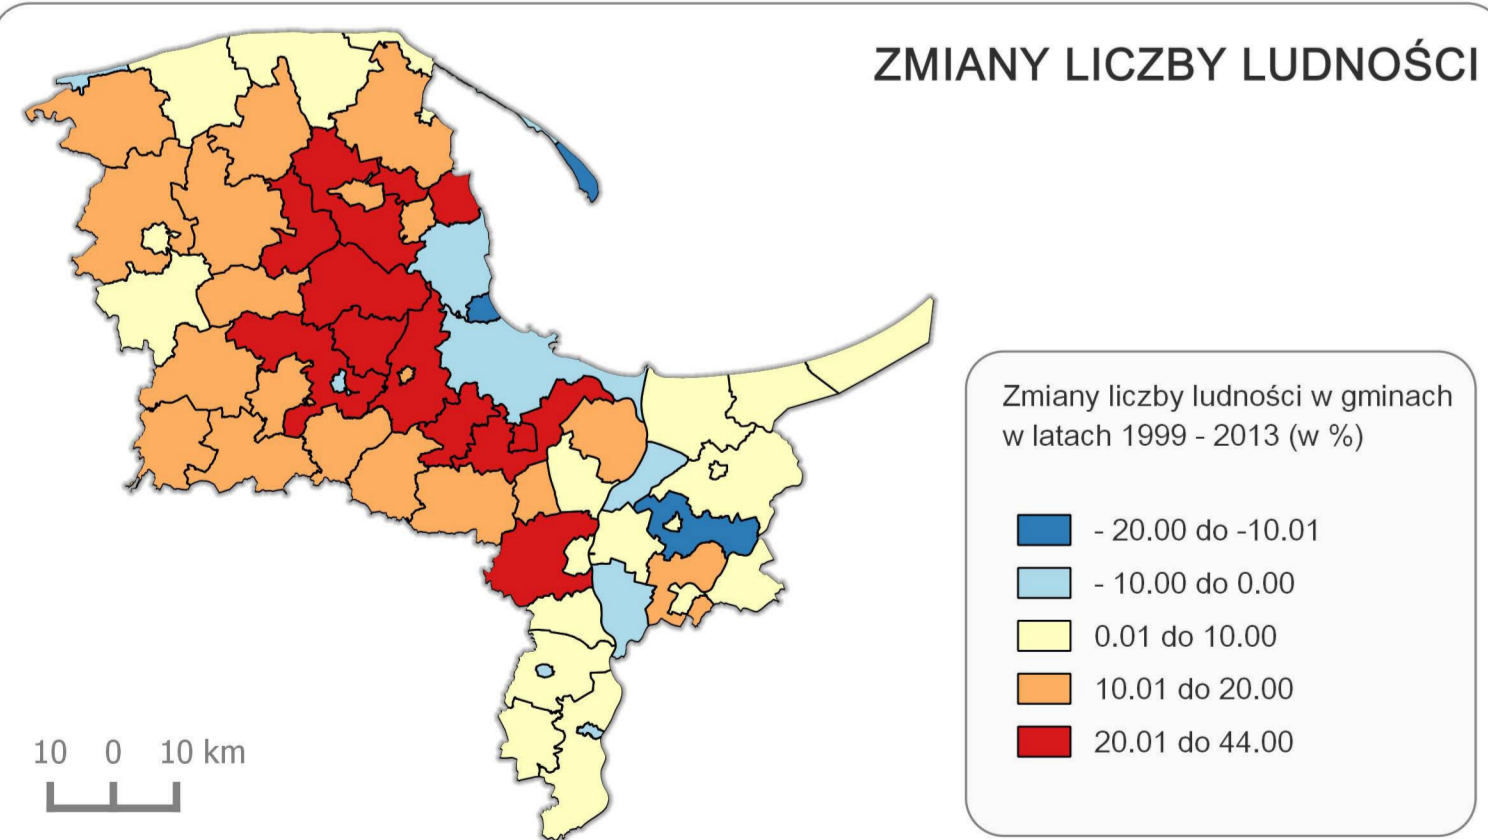 ZMIANY LICZBY LUDNOŚCI
Zmiany liczby ludności w gminach
w latach 1999 - 2013 (w %)
- 20.00 do -10.01
- 10.00 do 0.00
0.01 do 10.00
10.01 do 20.00
20.01 do 44.00
10 0 10 km